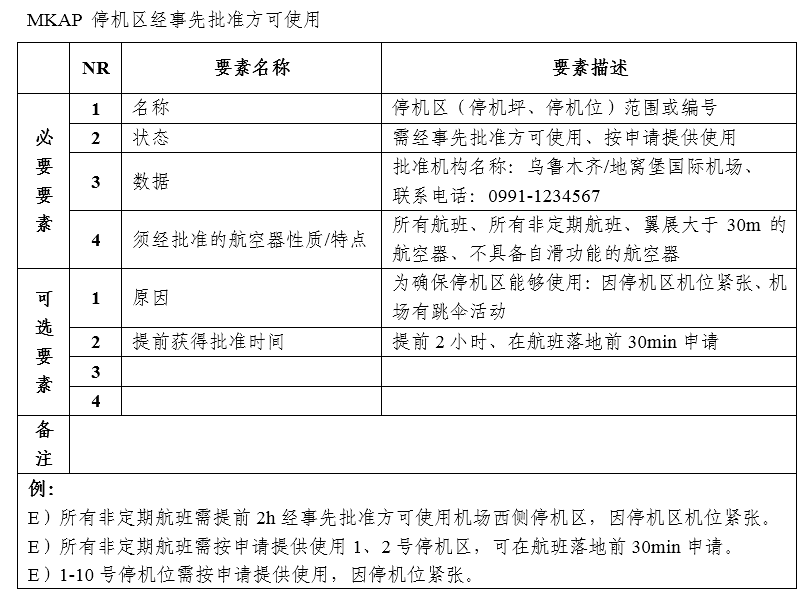 MKAP 停机区经事先批准方可使用
NR 要素名称 要素描述
必要要素
1 名称 停机区（停机坪、停机位）范围或编号
2 状态 需经事先批准方可使用、按申请提供使用
3 数据 批准机构名称：乌鲁木齐/地窝堡国际机场、
联系电话：0991-1234567
4 须经批准的航空器性质/特点 所有航班、所有非定期航班、翼展大于 30m 的
航空器、不具备自滑功能的航空器
可选要素
1 原因 为确保停机区能够使用：因停机区机位紧张、机
场有跳伞活动
2 提前获得批准时间 提前 2 小时、在航班落地前 30min 申请
3
4
备注
例：
E）所有非定期航班需提前 2h 经事先批准方可使用机场西侧停机区，因停机区机位紧张。
E）所有非定期航班需按申请提供使用 1、2 号停机区，可在航班落地前 30min 申请。
E）1-10 号停机位需按申请提供使用，因停机位紧张。